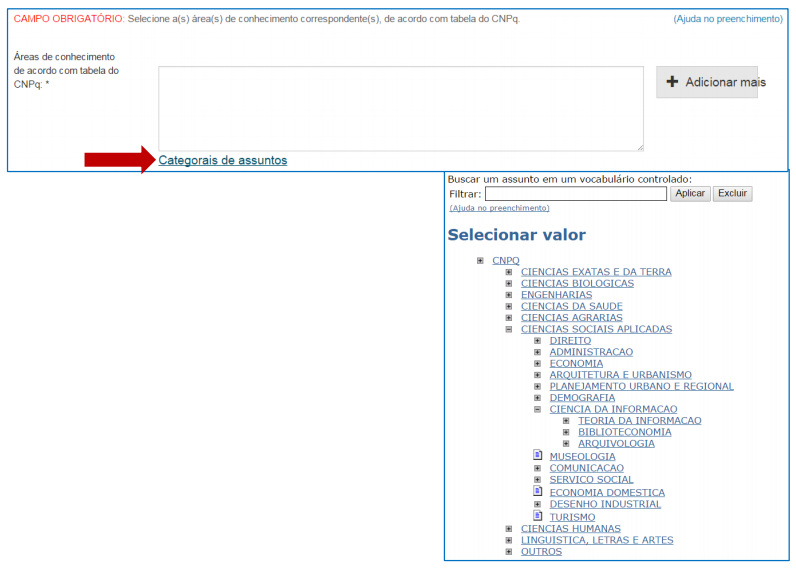 CAMPO OBRIGATÓRIO: Selecione a(s) área(s) de conhecimento correspondente(s), de acordo com tabela do CNPq.
(Ajuda no preenchimento)
Áreas de conhecimento
de acordo com tabela do
CNPq: *
Adicionar mais
Categorais de assuntos
Buscar um assunto em um vocabulário controlado:
Filtrar: Aplicar Excluir
(Ajuda no preenchimento)
Selecionar valor
CNPQ
CIENCIAS EXATAS E DA TERRA
CIENCIAS BIOLOGICAS
ENGENHARIAS
CIENCIAS DA SAUDE
CIENCIAS AGRARIAS
CIENCIAS SOCIAIS APLICADAS
DIREITO
ADMINISTRACAO
ECONOMIA
ARQUITETURA E URBANISMO
PLANEJAMENTO URBANO E REGIONAL
DEMOGRAFIA
CIENCIA DA INFORMACAO
TEORIA DA INFORMACAO
BIBLIOTECONOMIA
ARQUIVOLOGIA
MUSEOLOGIA
COMUNICACAO
SERVICO SOCIAL
ECONOMIA DOMESTICA
DESENHO INDUSTRIAL
TURISMO
CIENCIAS HUMANAS
LINGUISTICA, LETRAS E ARTES
OUTROS